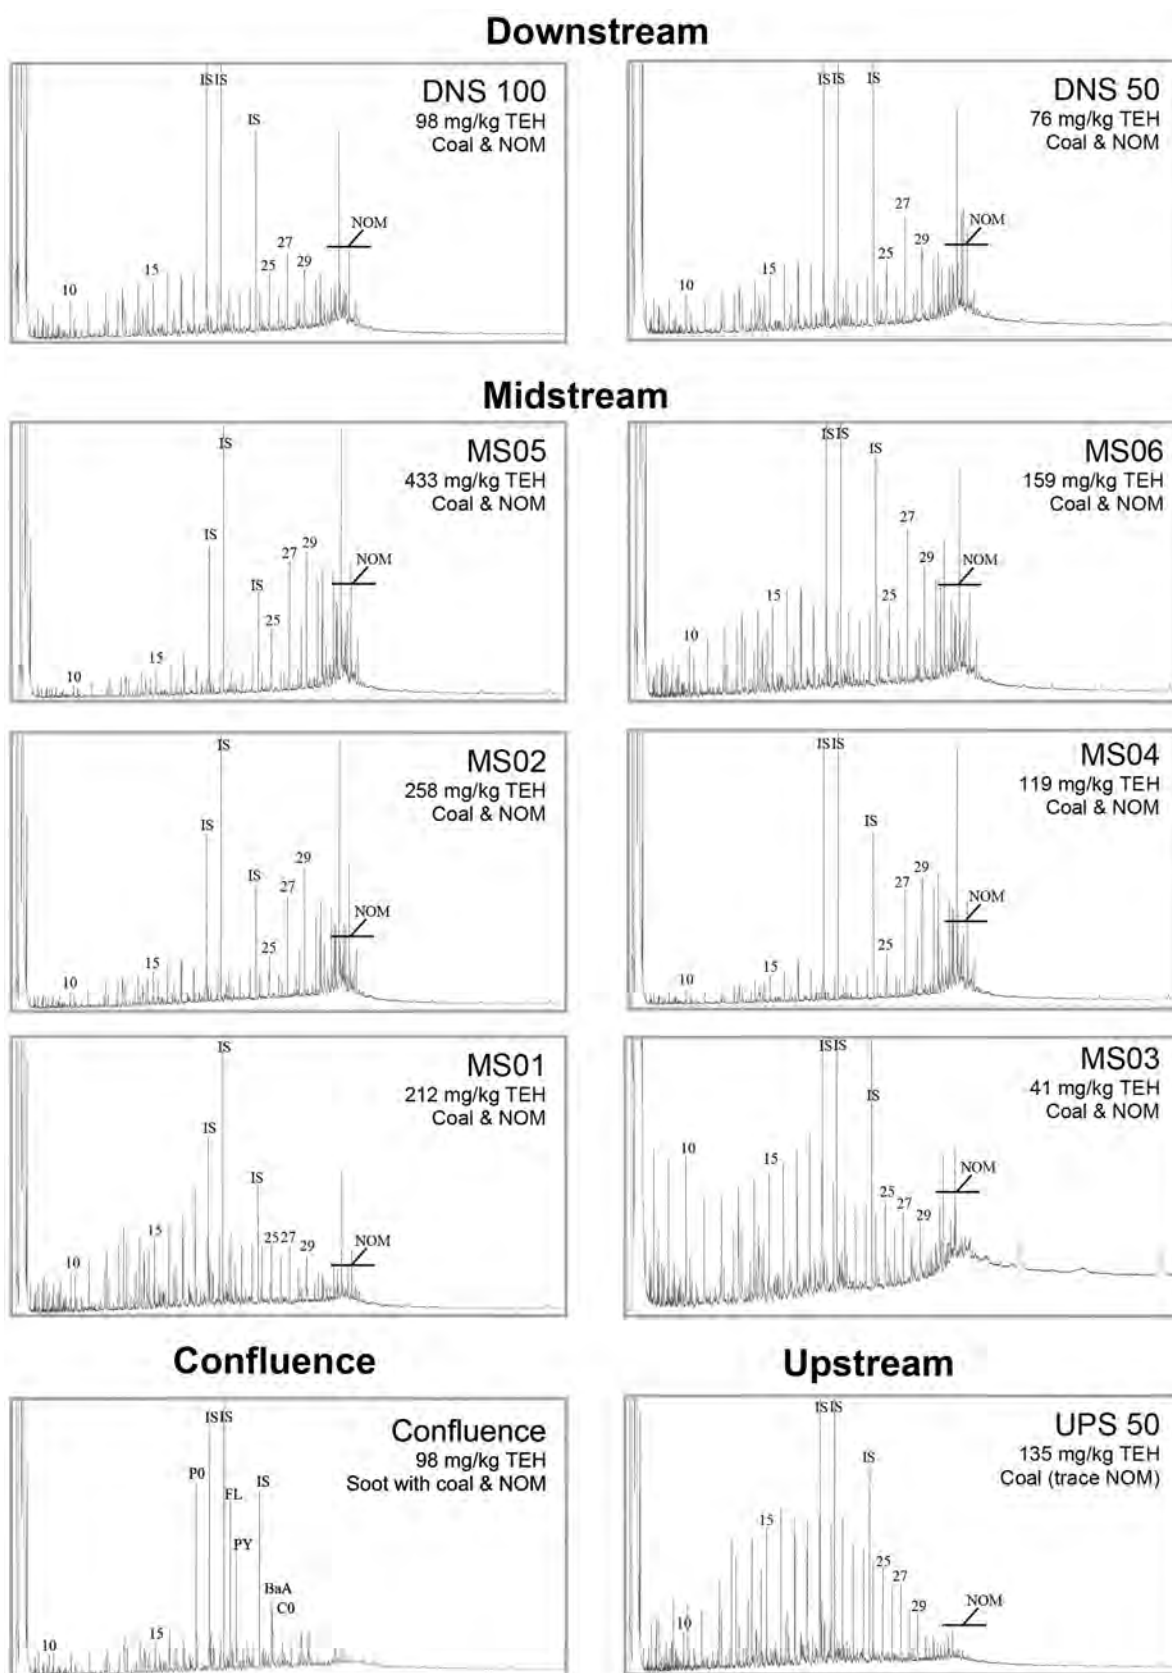 Downstream
IS IS
IS
DNS 100
98 mg/kg TEH
Coal & NOM
10
15
25
27
29
NOM
IS IS
IS
DNS 50
76 mg/kg TEH
Coal & NOM
10
15
25
27
29
NOM
Midstream
IS
IS
IS
MS05
433 mg/kg TEH
Coal & NOM
10
15
25
27
29
NOM
IS IS
IS
MS06
159 mg/kg TEH
Coal & NOM
10
15
25
27
29
NOM
IS
IS
IS
MS02
258 mg/kg TEH
Coal & NOM
10
15
25
27
29
NOM
IS IS
IS
MS04
119 mg/kg TEH
Coal & NOM
10
15
25
27
29
NOM
IS
IS
IS
MS01
212 mg/kg TEH
Coal & NOM
10
15
25 27
29
NOM
IS IS
IS
MS03
41 mg/kg TEH
Coal & NOM
10
15
25
27
29
NOM
Confluence
Upstream
IS IS
IS
Confluence
98 mg/kg TEH
Soot with coal & NOM
P0
FL
PY
BaA
C0
10
15
IS IS
IS
UPS 50
135 mg/kg TEH
Coal (trace NOM)
10
15
25
27
29
NOM